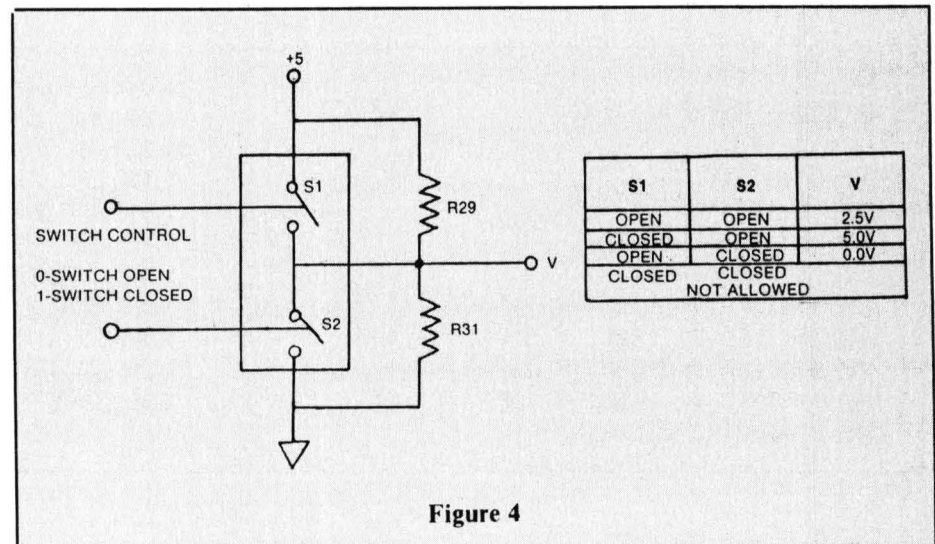 +5
S1
R29
SWITCH CONTROL
V
0-SWITCH OPEN
1-SWITCH CLOSED
S2
R31
S1 S2 V
OPEN OPEN 2.5V
CLOSED OPEN 5.0V
OPEN CLOSED 0.0V
CLOSED CLOSED
NOT ALLOWED
Figure 4